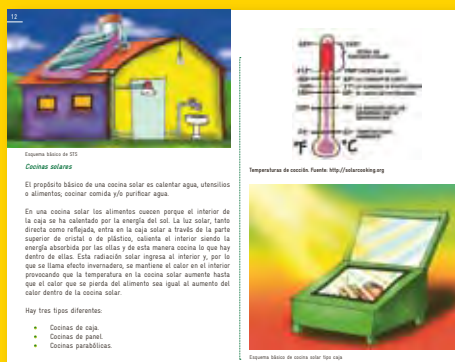 12
Esquema básico de STS
Cocinas solares
El propósito básico de una cocina solar es calentar agua, utensilios
o alimentos; cocinar comida y/o purificar agua.
En una cocina solar los alimentos cuecen porque el interior de
la caja se ha calentado por la energía del sol. La luz solar, tanto
directa como reflejada, entra en la caja solar a través de la parte
superior de cristal o de plástico, calienta el interior siendo la
energía absorbida por las ollas y de esta manera cocina lo que hay
dentro de ellas. Esta radiación solar ingresa al interior y, por lo
que se llama efecto invernadero, se mantiene el calor en el interior
provocando que la temperatura en la cocina solar aumente hasta
que el calor que se pierda del alimento sea igual al aumento del
calor dentro de la cocina solar.
Hay tres tipos diferentes:
• Cocinas de caja.
• Cocinas de panel.
• Cocinas parabólicas.
°F °C
Temperaturas de cocción. Fuente: http://solarcooking.org
Esquema básico de cocina solar tipo caja